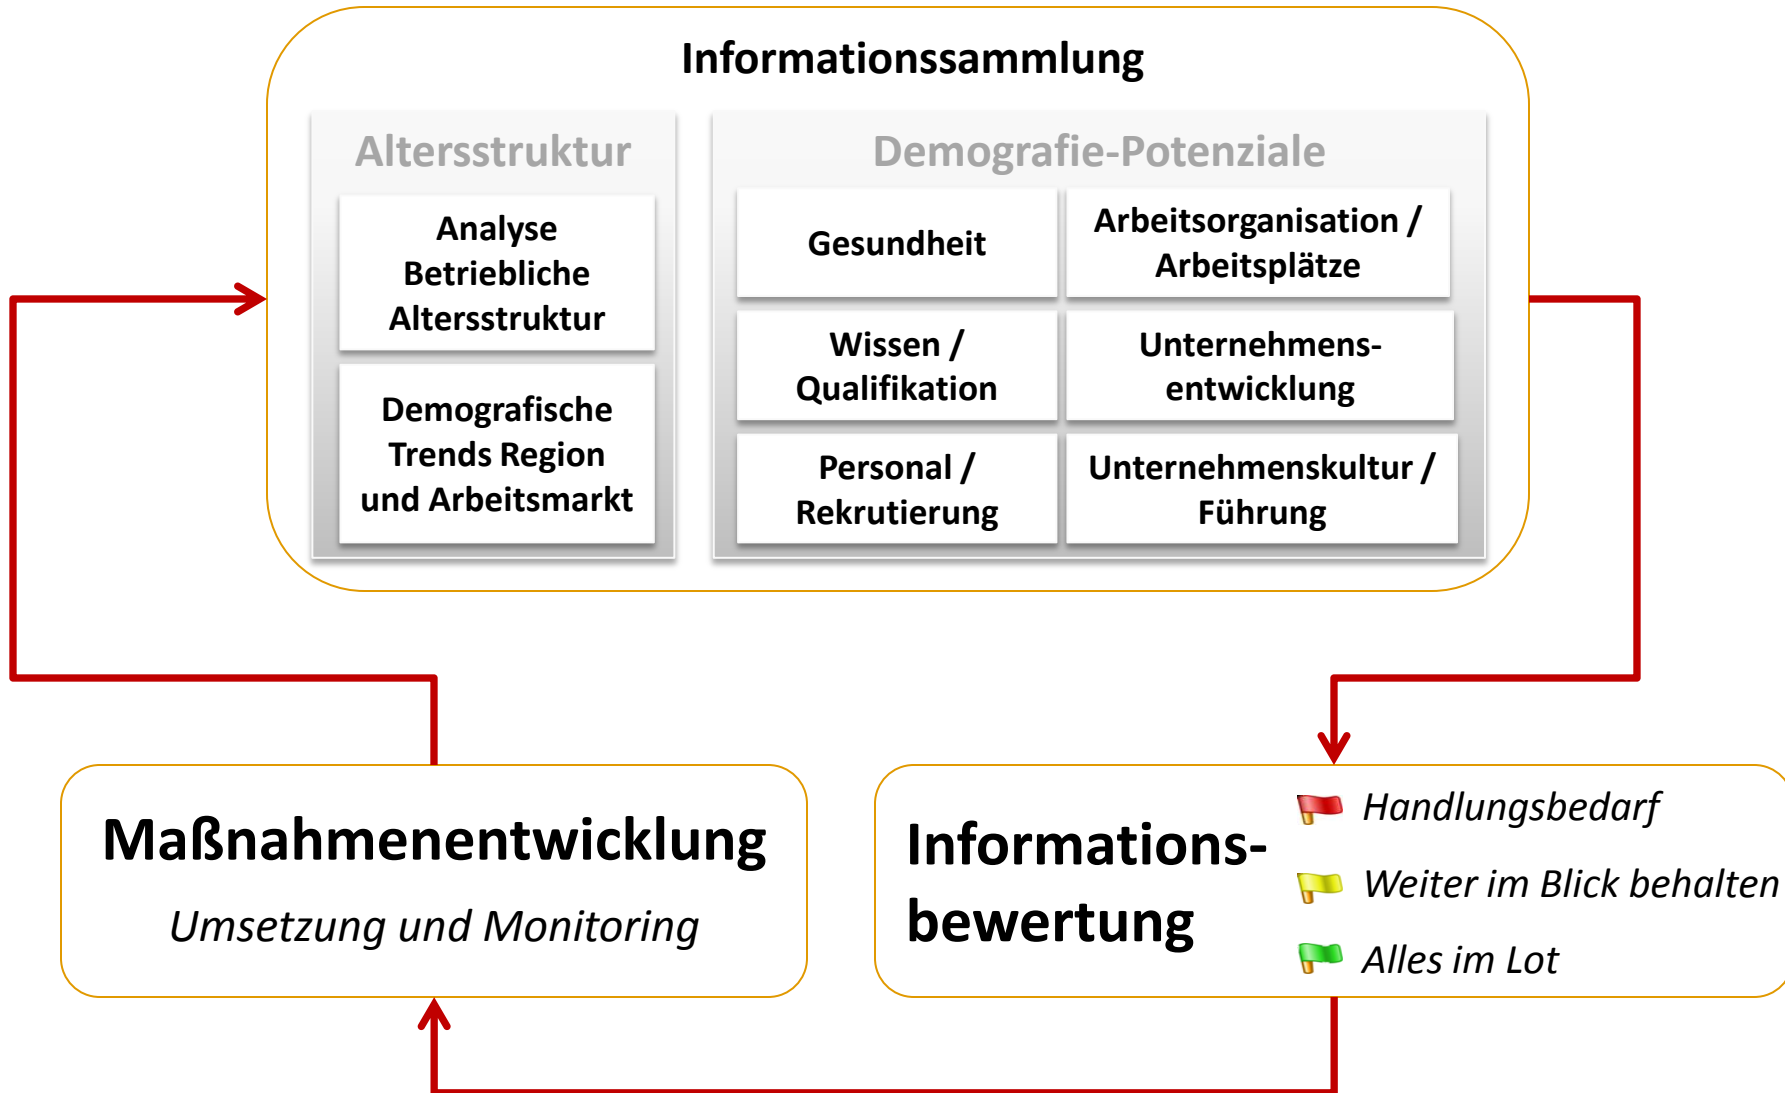 Informationssammlung
Altersstruktur
Analyse
Betriebliche
Altersstruktur
Demografische
Trends Region
und Arbeitsmarkt
Demografie-Potenziale
Gesundheit
Arbeitsorganisation /
Arbeitsplätze
Wissen /
Qualifikation
Unternehmens-
entwicklung
Personal /
Rekrutierung
Unternehmenskultur /
Führung
Maßnahmenentwicklung
Umsetzung und Monitoring
Informations-
bewertung
Handlungsbedarf
Weiter im Blick behalten
Alles im Lot